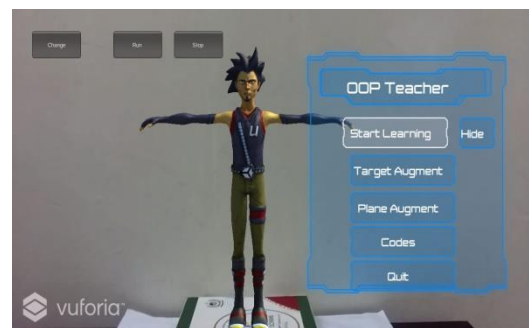 Change
Run
Stop
OOP Teacher
Start Learning
Hide
Target Augment
Plane Augment
Codes
Quit
U
vuforia